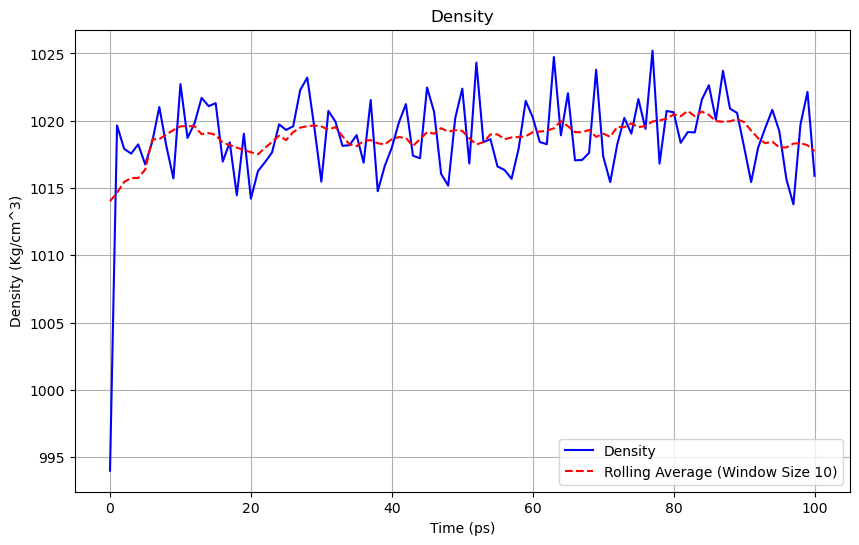 Density
Density (Kg/cm^3)
1025
1020
1015
1010
1005
1000
995
0
20
40
60
80
100
Time (ps)
Density
Rolling Average (Window Size 10)